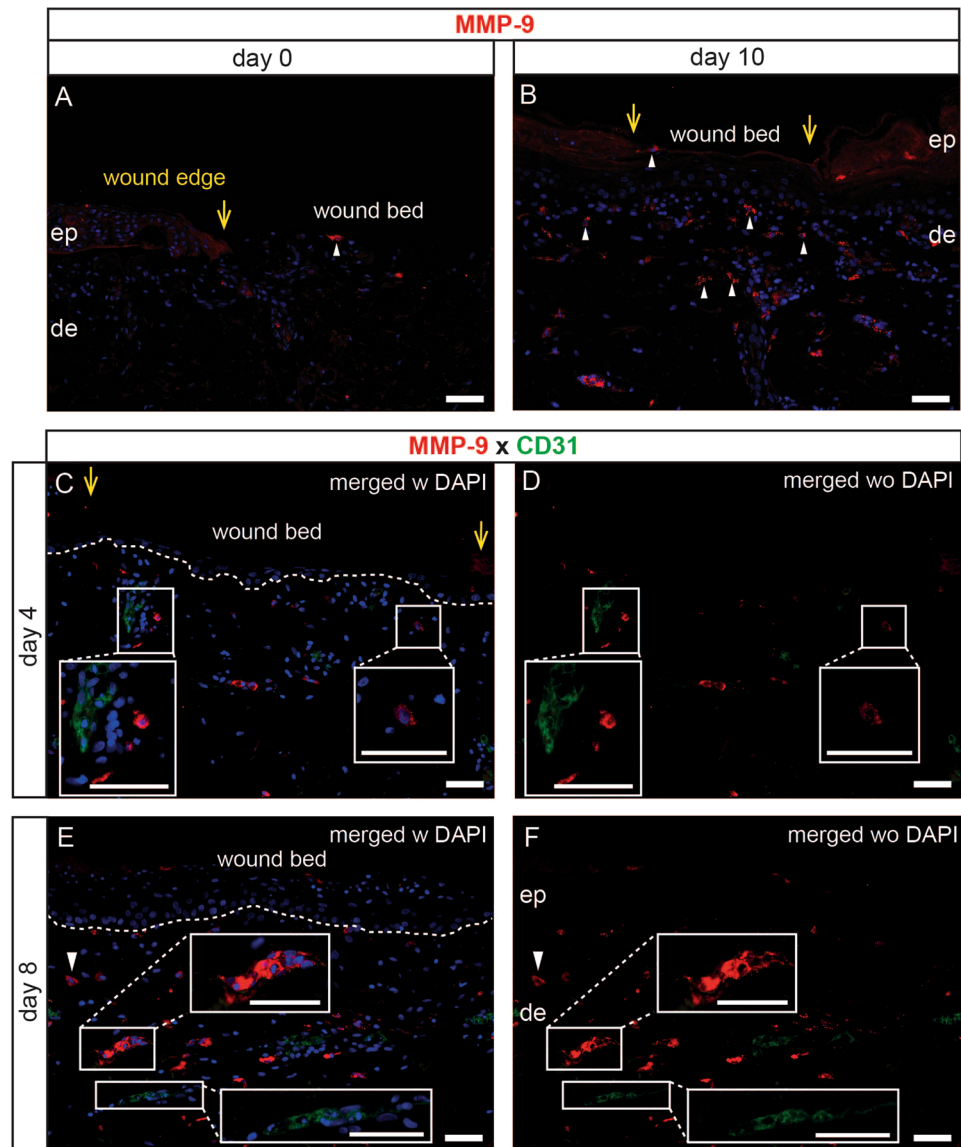 MMP-9
day 0
day 10
A
wound edge
wound bed
ep
de
B
wound bed
ep
de
MMP-9 x CD31
day 4
C
merged w DAPI
wound bed
D
merged wo DAPI
day 8
E
merged w DAPI
wound bed
F
merged wo DAPI
ep
de